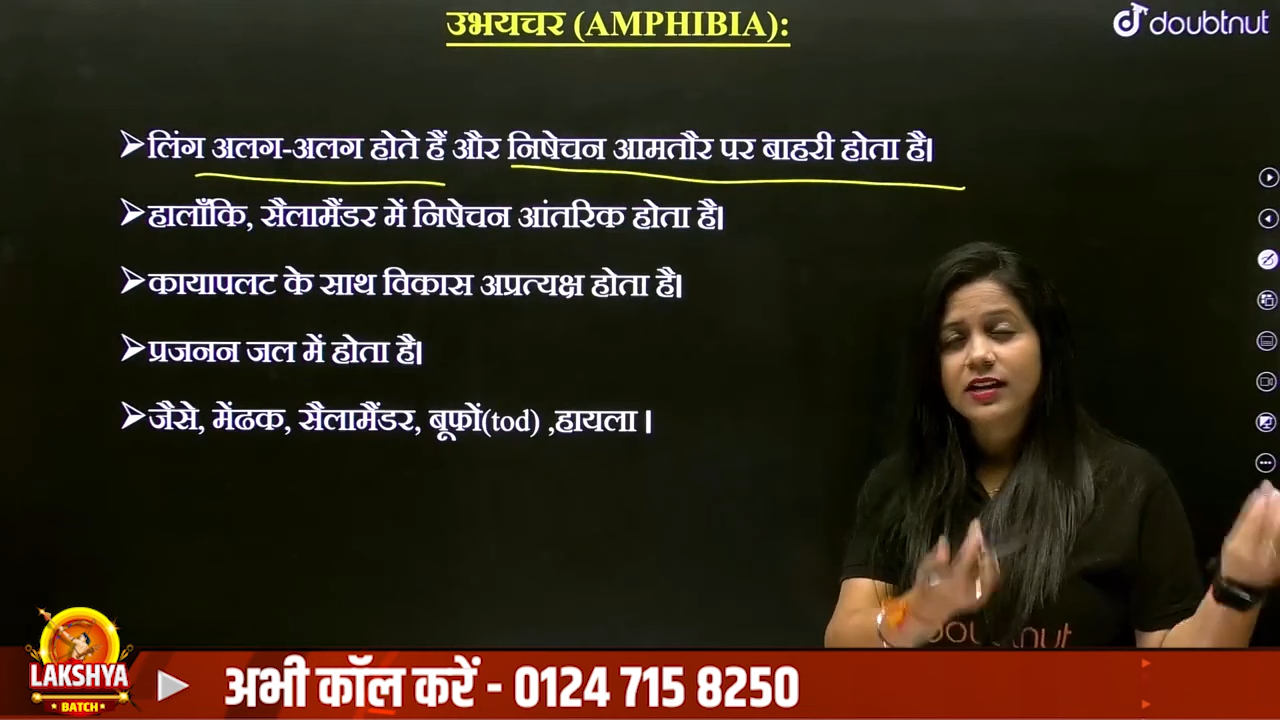 उभयचर (AMPHIBIA):
doubtnut
➤लिंग अलग-अलग होते हैं और निषेचन आमतौर पर बाहरी होता है।
➤हालाँकि, सैलामैंडर में निषेचन आंतरिक होता है।
➤कायापलट के साथ विकास अप्रत्यक्ष होता है।
➤प्रजनन जल में होता है।
➤जैसे, मेंढक, सैलामैंडर, बूफों(tod) ,हायला ।
doubtnut
LAKSHYA
BATCH
अभी कॉल करें - 0124 715 8250